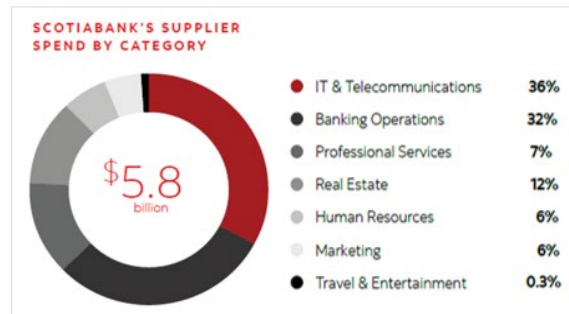 SCOTIABANK'S SUPPLIER
SPEND BY CATEGORY
$5.8
billion
IT & Telecommunications 36%
Banking Operations 32%
Professional Services 7%
Real Estate 12%
Human Resources 6%
Marketing 6%
Travel & Entertainment 0.3%